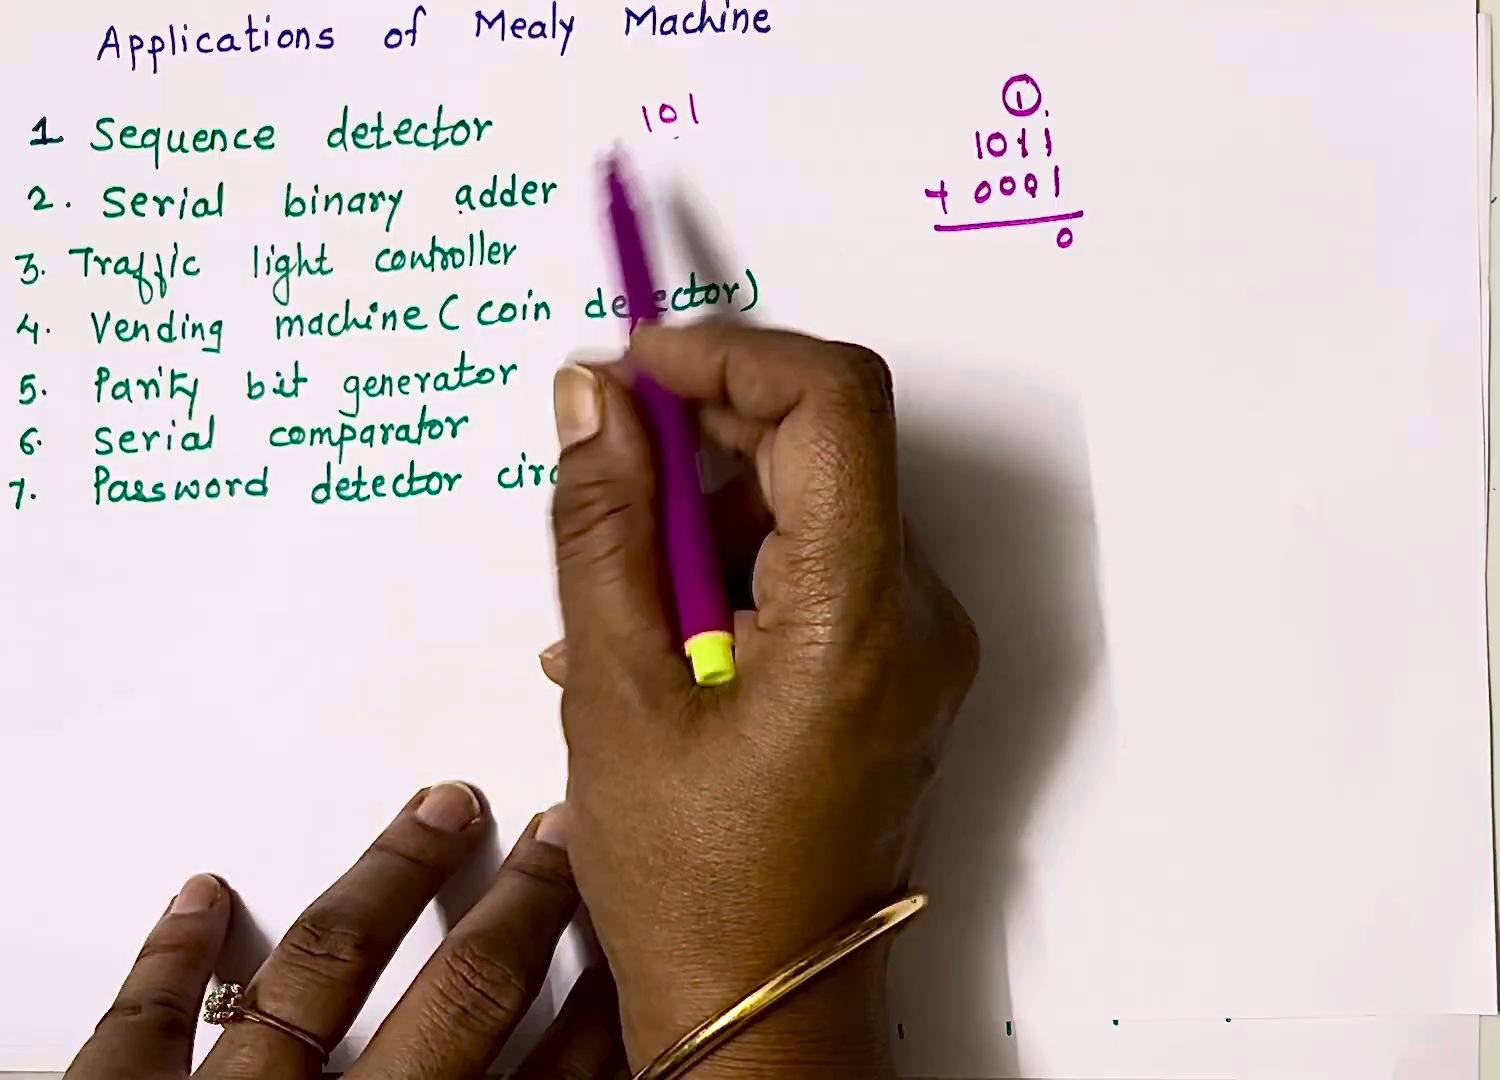 Applications of Mealy Machine
1. Sequence detector 101
2. Serial binary adder
3. Traffic light controller
4. Vending machine (coin detector)
5. Parity bit generator
6. Serial comparator
7. Password detector
1
1011
+ 0001
0